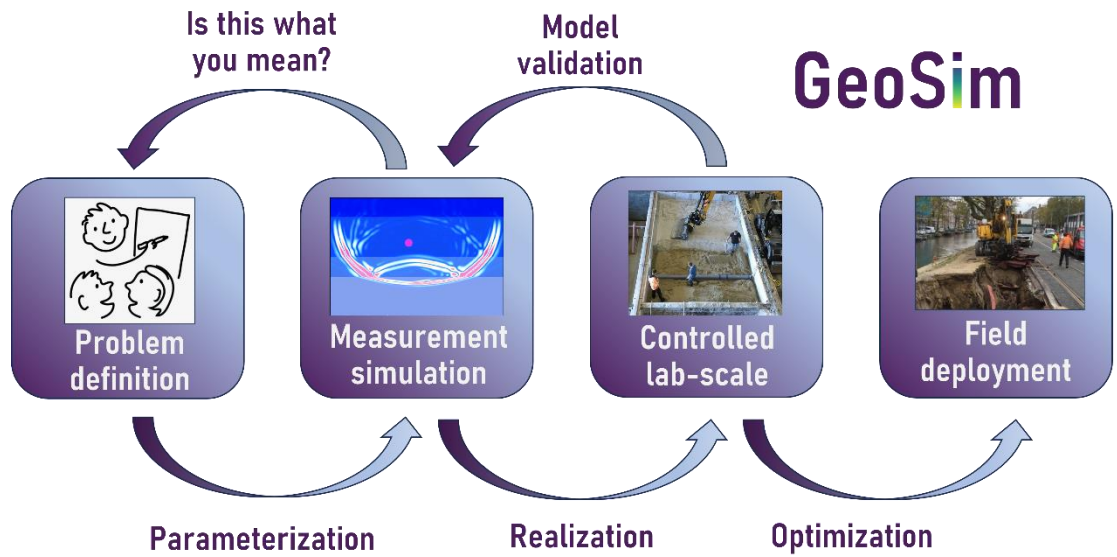 Is this what
you mean?
Model
validation
GeoSim
Problem
definition
Measurement
simulation
Controlled
lab-scale
Field
deployment
Parameterization
Realization
Optimization